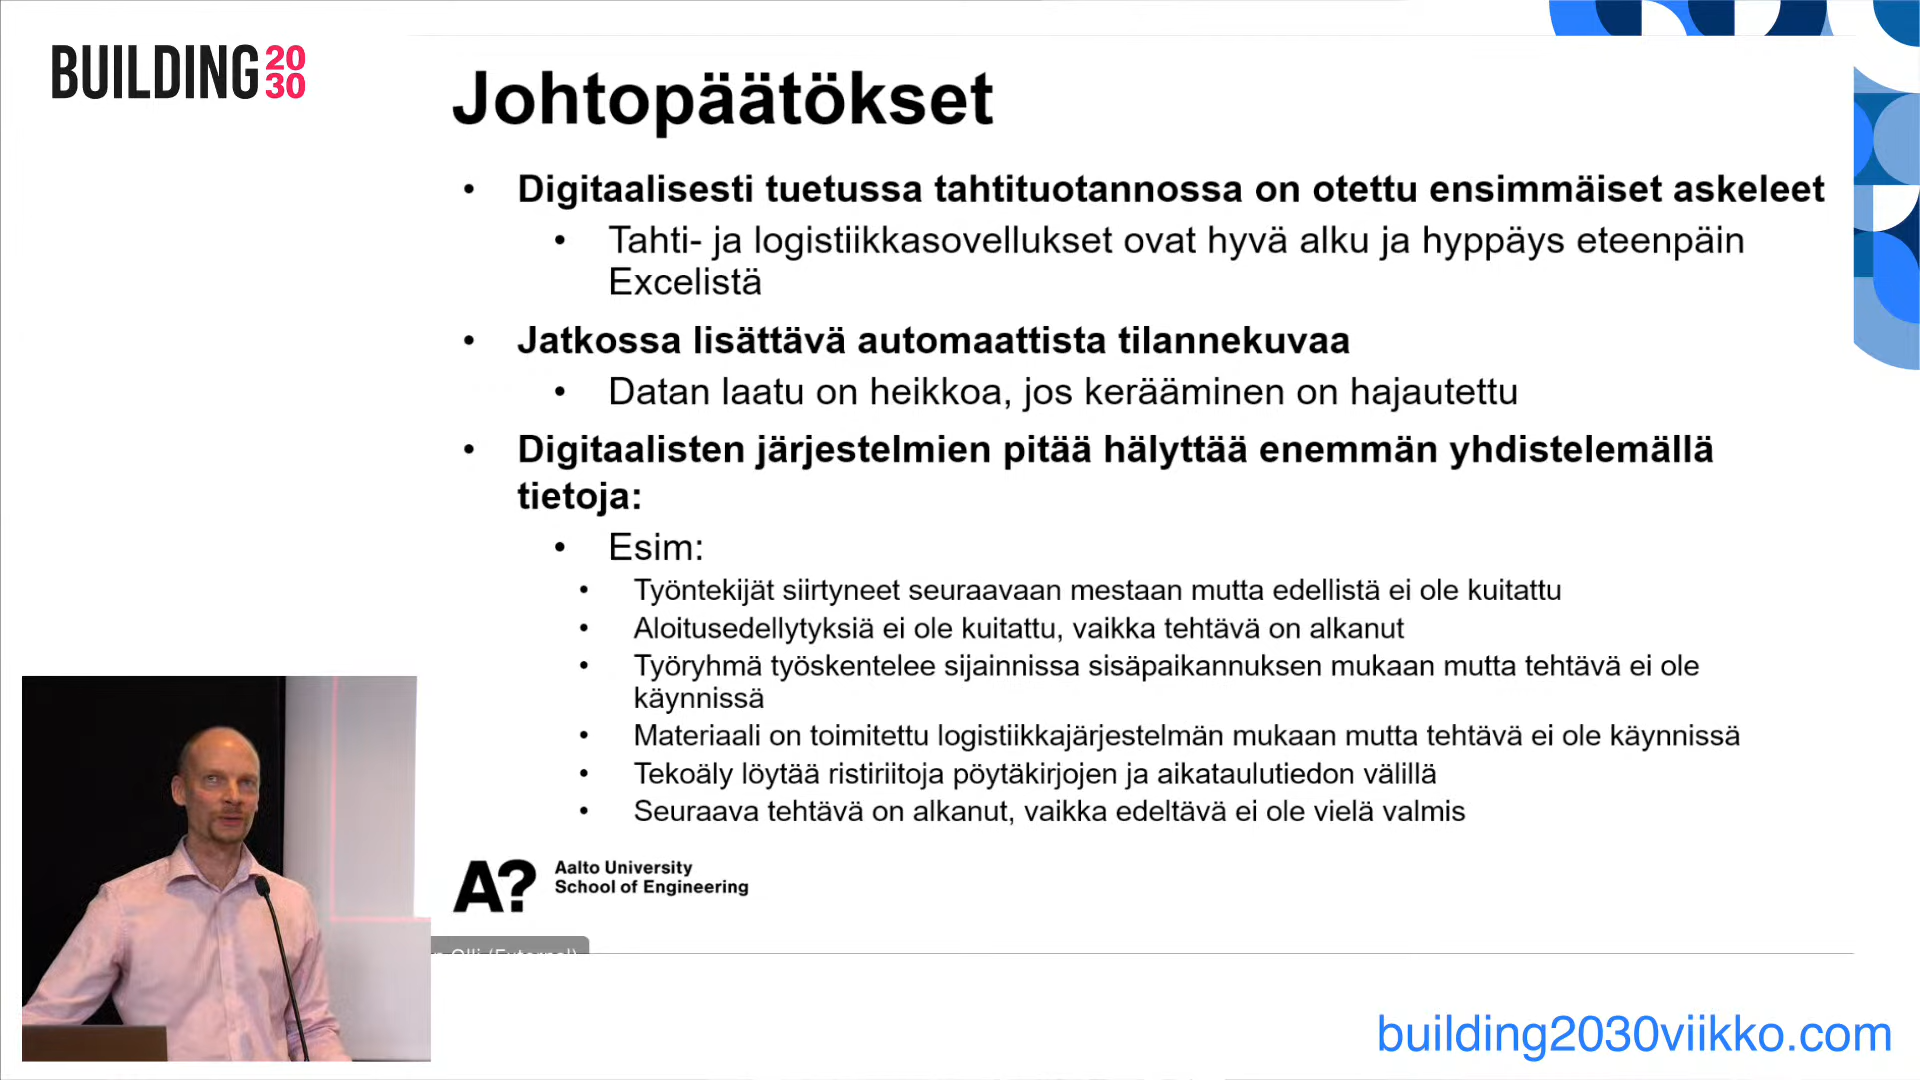 BUILDING 20
30
Johtopäätökset
• Digitaalisesti tuetussa tahtituotannossa on otettu ensimmäiset askeleet
• Tahti- ja logistiikkasovellukset ovat hyvä alku ja hyppäys eteenpäin
Excelistä
• Jatkossa lisättävä automaattista tilannekuvaa
• Datan laatu on heikkoa, jos kerääminen on hajautettu
• Digitaalisten järjestelmien pitää hälyttää enemmän yhdistelemällä
tietoja:
• Esim:
• Työntekijät siirtyneet seuraavaan mestaan mutta edellistä ei ole kuitattu
• Aloitusedellytyksiä ei ole kuitattu, vaikka tehtävä on alkanut
• Työryhmä työskentelee sijainnissa sisäpaikannuksen mukaan mutta tehtävä ei ole
käynnissä
• Materiaali on toimitettu logistiikkajärjestelmän mukaan mutta tehtävä ei ole käynnissä
• Tekoäly löytää ristiriitoja pöytäkirjojen ja aikataulutiedon välillä
• Seuraava tehtävä on alkanut, vaikka edeltävä ei ole vielä valmis
A? Aalto University
School of Engineering
Olli (External)
building2030viikko.com